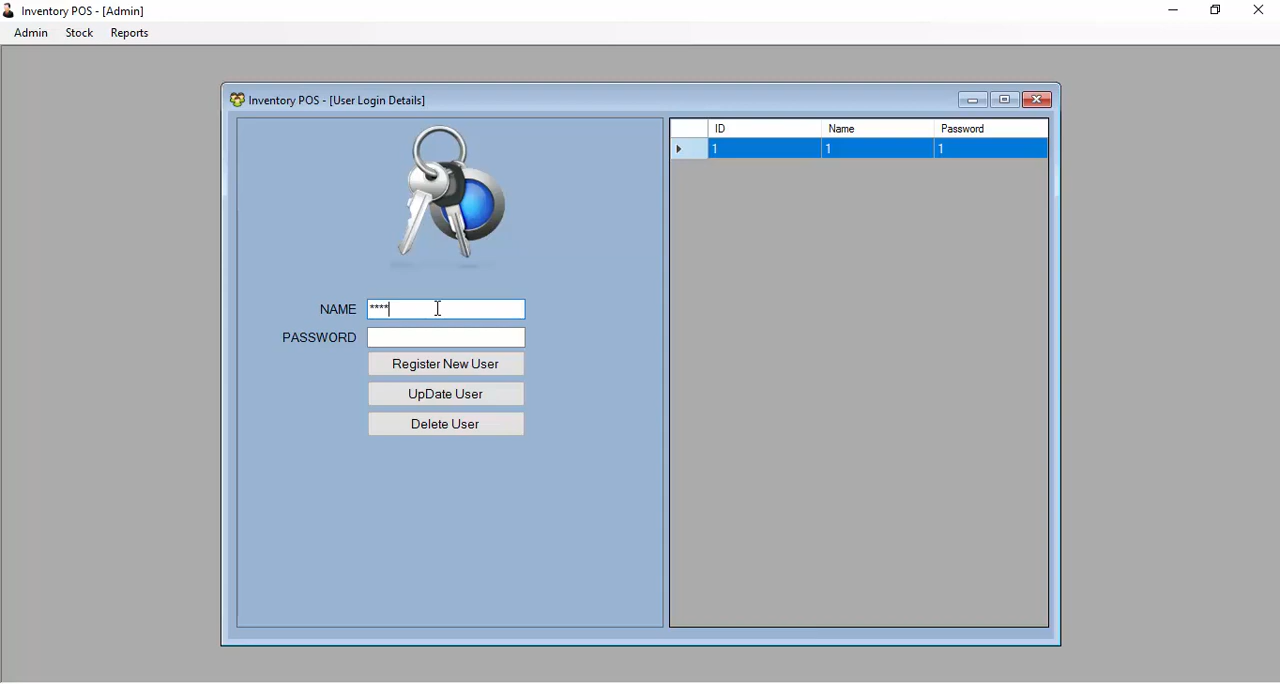 Inventory POS - [Admin]
Admin Stock Reports
Inventory POS - [User Login Details]
ID Name Password
1 1 1
NAME ****
PASSWORD
Register New User
UpDate User
Delete User